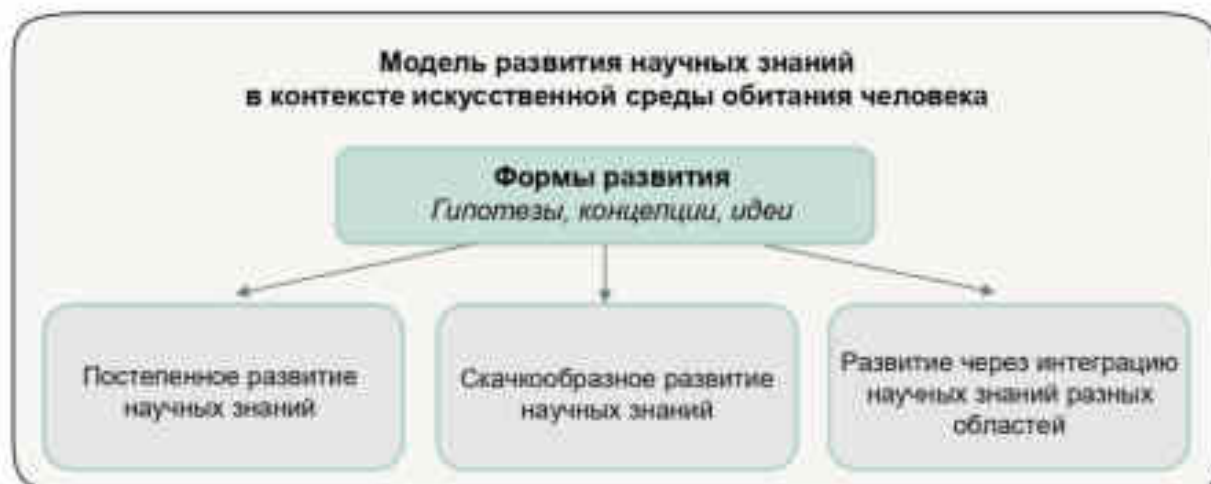 Модель развития научных знаний
в контексте искусственной среды обитания человека
Формы развития
Гипотезы, концепции, идеи
Постепенное развитие
научных знаний
Скачкообразное развитие
научных знаний
Развитие через интеграцию
научных знаний разных
областей